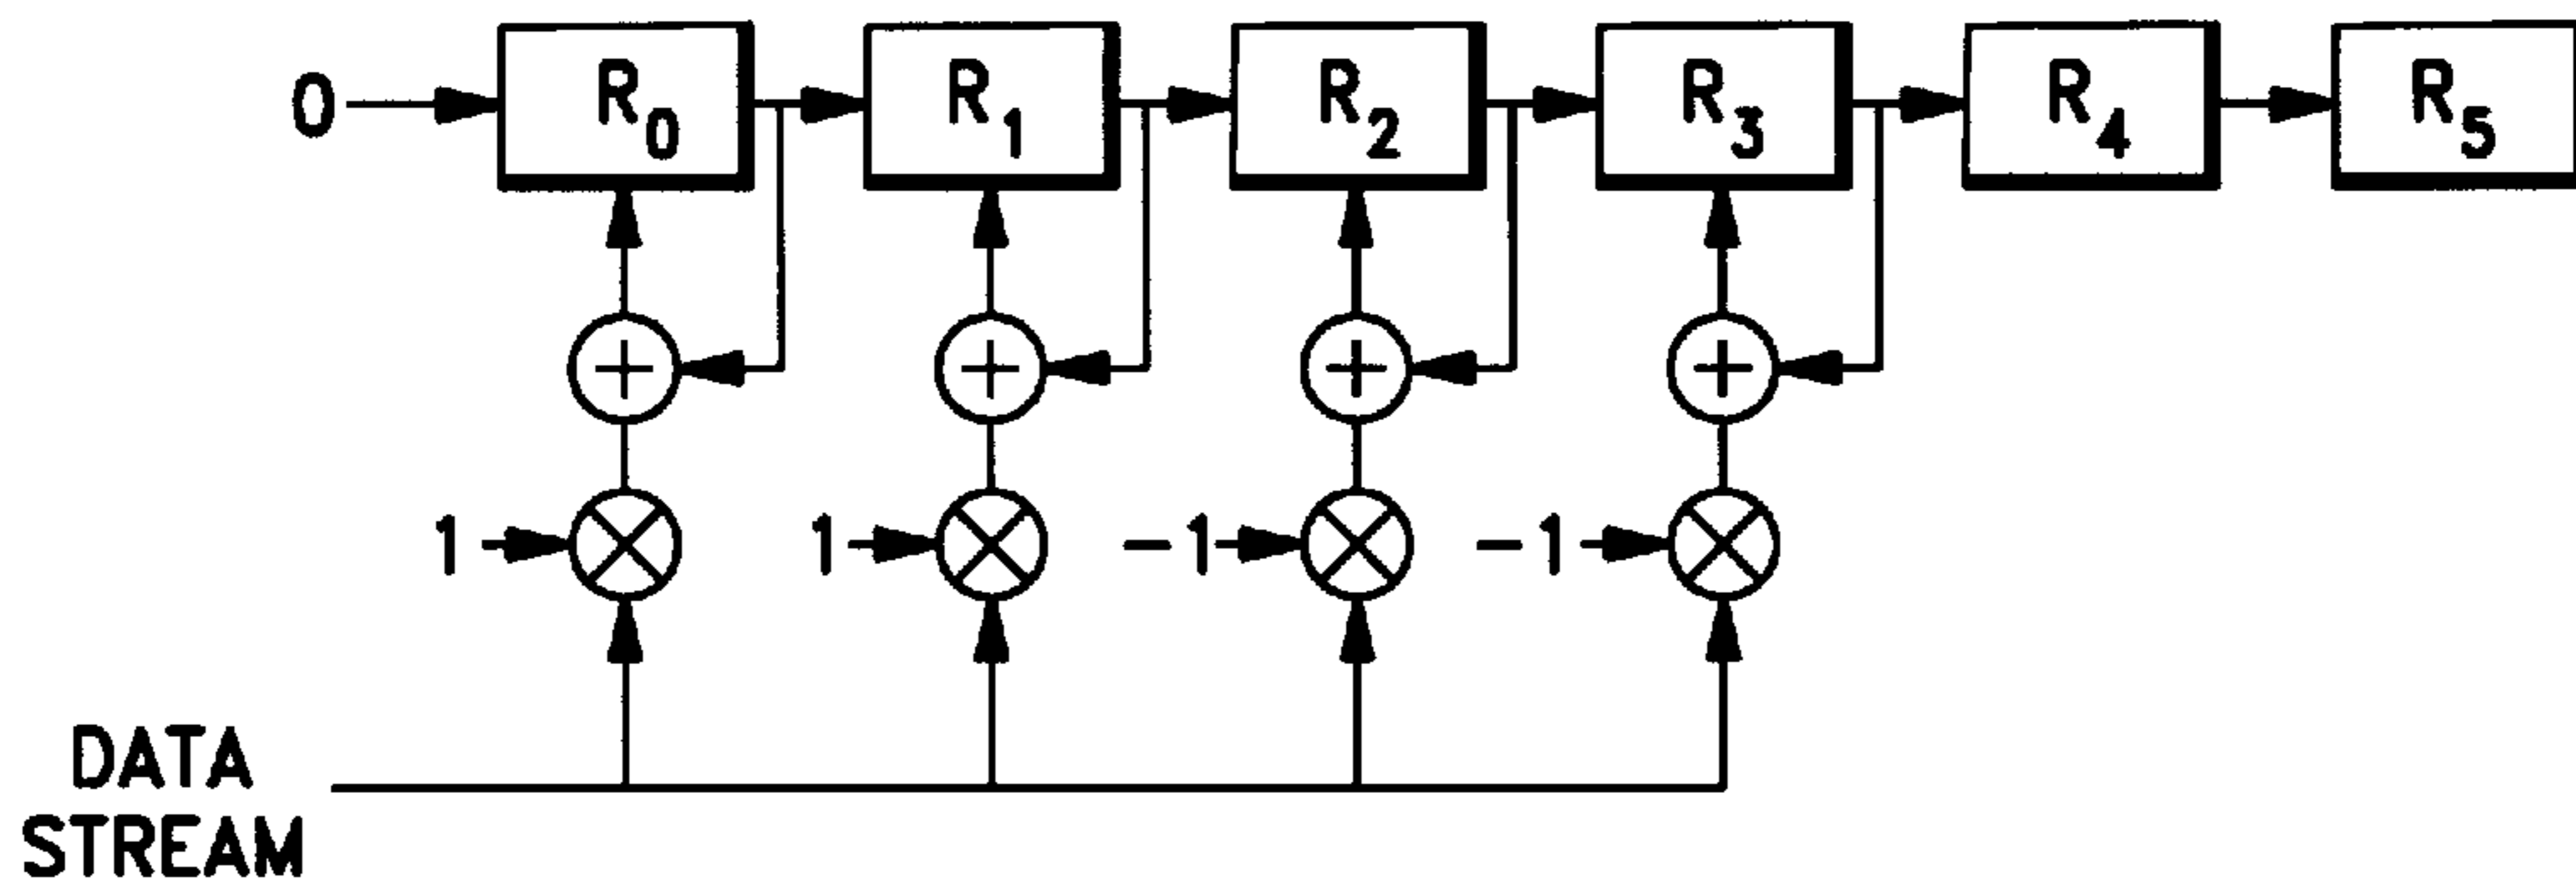 0 R0 R1 R2 R3 R4 R5
+ + + +
1 1 -1 -1
DATA
STREAM